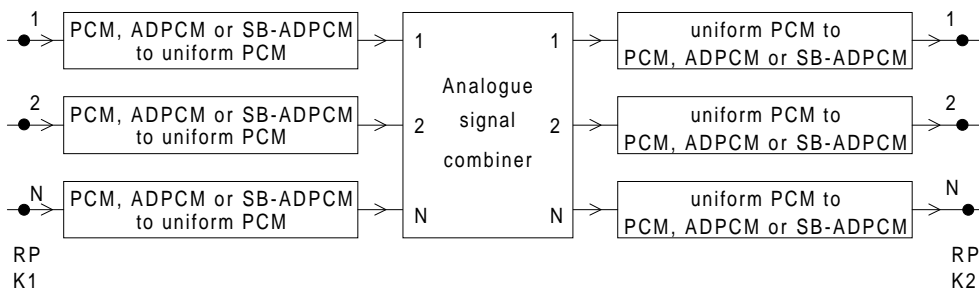 1
PCM, ADPCM or SB-ADPCM
to uniform PCM
1
1
uniform PCM to
PCM, ADPCM or SB-ADPCM
1
Analogue
signal
combiner
2
PCM, ADPCM or SB-ADPCM
to uniform PCM
2
2
uniform PCM to
PCM, ADPCM or SB-ADPCM
2
N
PCM, ADPCM or SB-ADPCM
to uniform PCM
N
N
uniform PCM to
PCM, ADPCM or SB-ADPCM
N
RP
K1
RP
K2